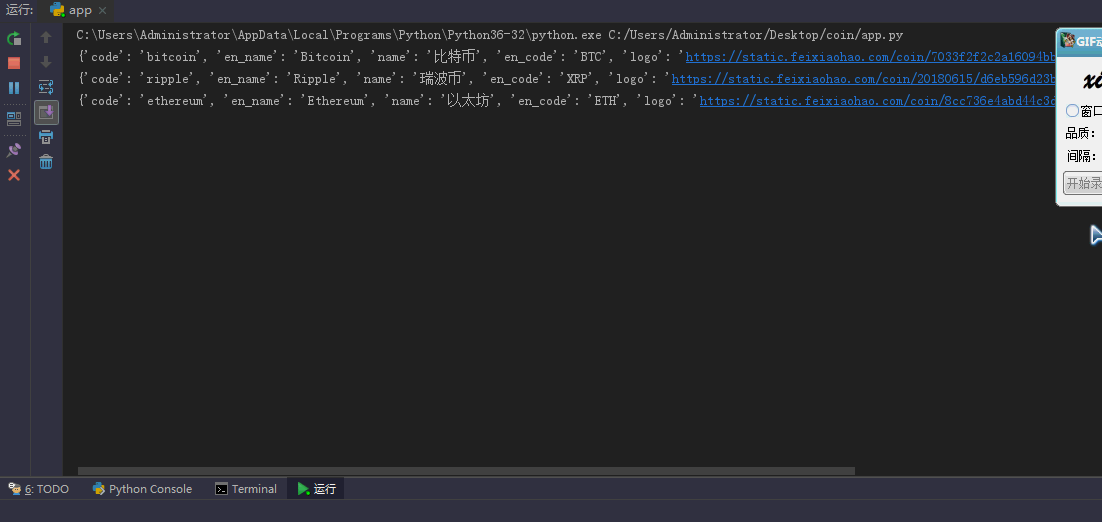 运行: app
C:\Users\Administrator\AppData\Local\Programs\Python\Python36-32\python.exe C:/Users/Administrator/Desktop/coin/app.py
{'code': 'bitcoin', 'en_name': 'Bitcoin', 'name': '比特币', 'en_code': 'BTC', 'logo': 'https://static.feixiaohao.com/coin/7033f2f2c2a16094bb
{'code': 'ripple', 'en_name': 'Ripple', 'name': '瑞波币', 'en_code': 'XRP', 'logo': 'https://static.feixiaohao.com/coin/20180615/d6eb596d23b
{'code': 'ethereum', 'en_name': 'Ethereum', 'name': '以太坊', 'en_code': 'ETH', 'logo': 'https://static.feixiaohao.com/coin/8cc736e4abd44c3d
GIF
窗口
品质:
间隔:
开始录
6: TODO Python Console Terminal 运行